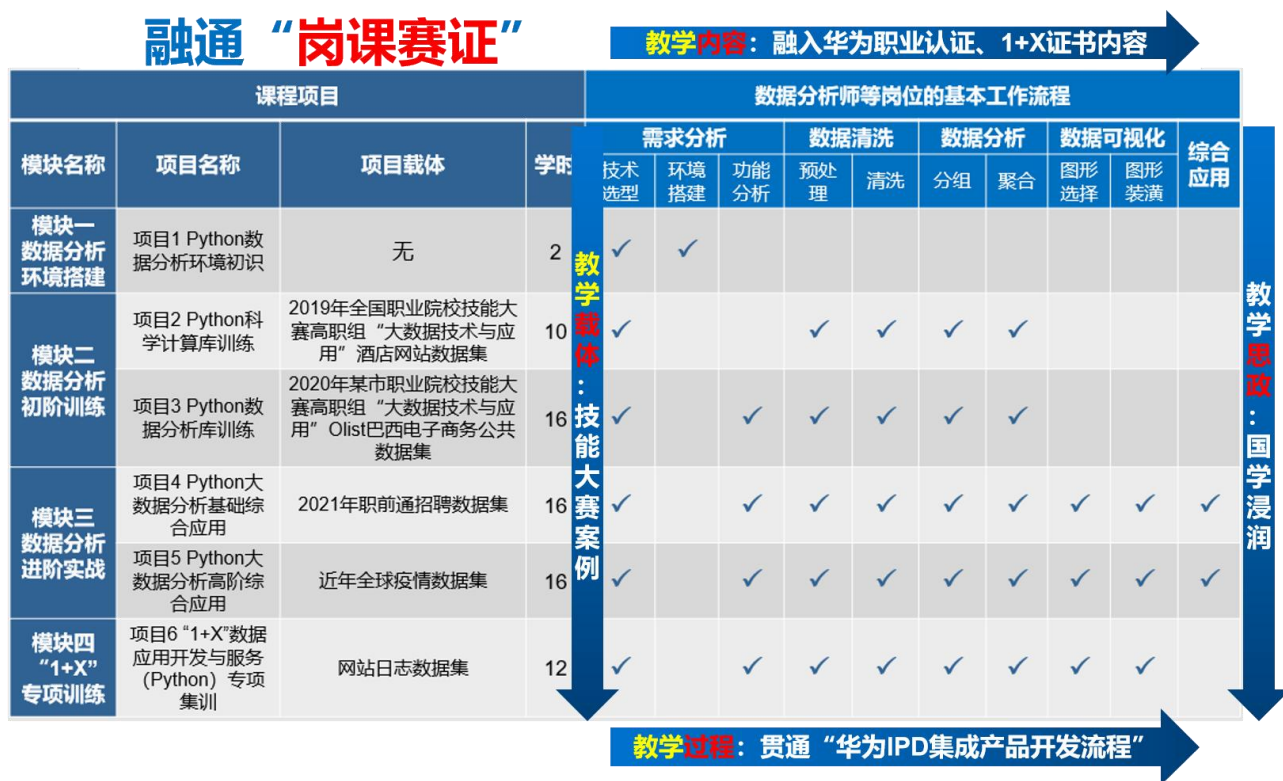 融通“岗课赛证”
教学内容：融入华为职业认证、1+X证书内容
课程项目
数据分析师等岗位的基本工作流程
模块名称
项目名称
项目载体
学时
需求分析
数据清洗
数据分析
数据可视化
综合
应用
技术
选型
环境
搭建
功能
分析
预处
理
清洗
分组
聚合
图形
选择
图形
装潢
模块一
数据分析
环境搭建
项目1 Python数
据分析环境初识
无
2
✓ ✓
模块二
数据分析
初阶训练
项目2 Python科
学计算库训练
2019年全国职业院校技能大
赛高职组“大数据技术与应
用”酒店网站数据集
10
✓ ✓ ✓ ✓ ✓
项目3 Python数
据分析库训练
2020年某市职业院校技能大
赛高职组“大数据技术与应
用”Olist巴西电子商务公共
数据集
16
✓ ✓ ✓ ✓ ✓ ✓
模块三
数据分析
进阶实战
项目4 Python大
数据分析基础综
合应用
2021年职前通招聘数据集
16
✓ ✓ ✓ ✓ ✓ ✓ ✓ ✓ ✓
项目5 Python大
数据分析高阶综
合应用
近年全球疫情数据集
16
✓ ✓ ✓ ✓ ✓ ✓ ✓ ✓ ✓
模块四
“1+X”
专项训练
项目6 “1+X”数据
应用开发与服务
（Python）专项
集训
网站日志数据集
12
✓ ✓ ✓ ✓ ✓ ✓ ✓ ✓
教学载体：技能大赛案例
教学思政：国学浸润
教学过程：贯通“华为IPD集成产品开发流程”